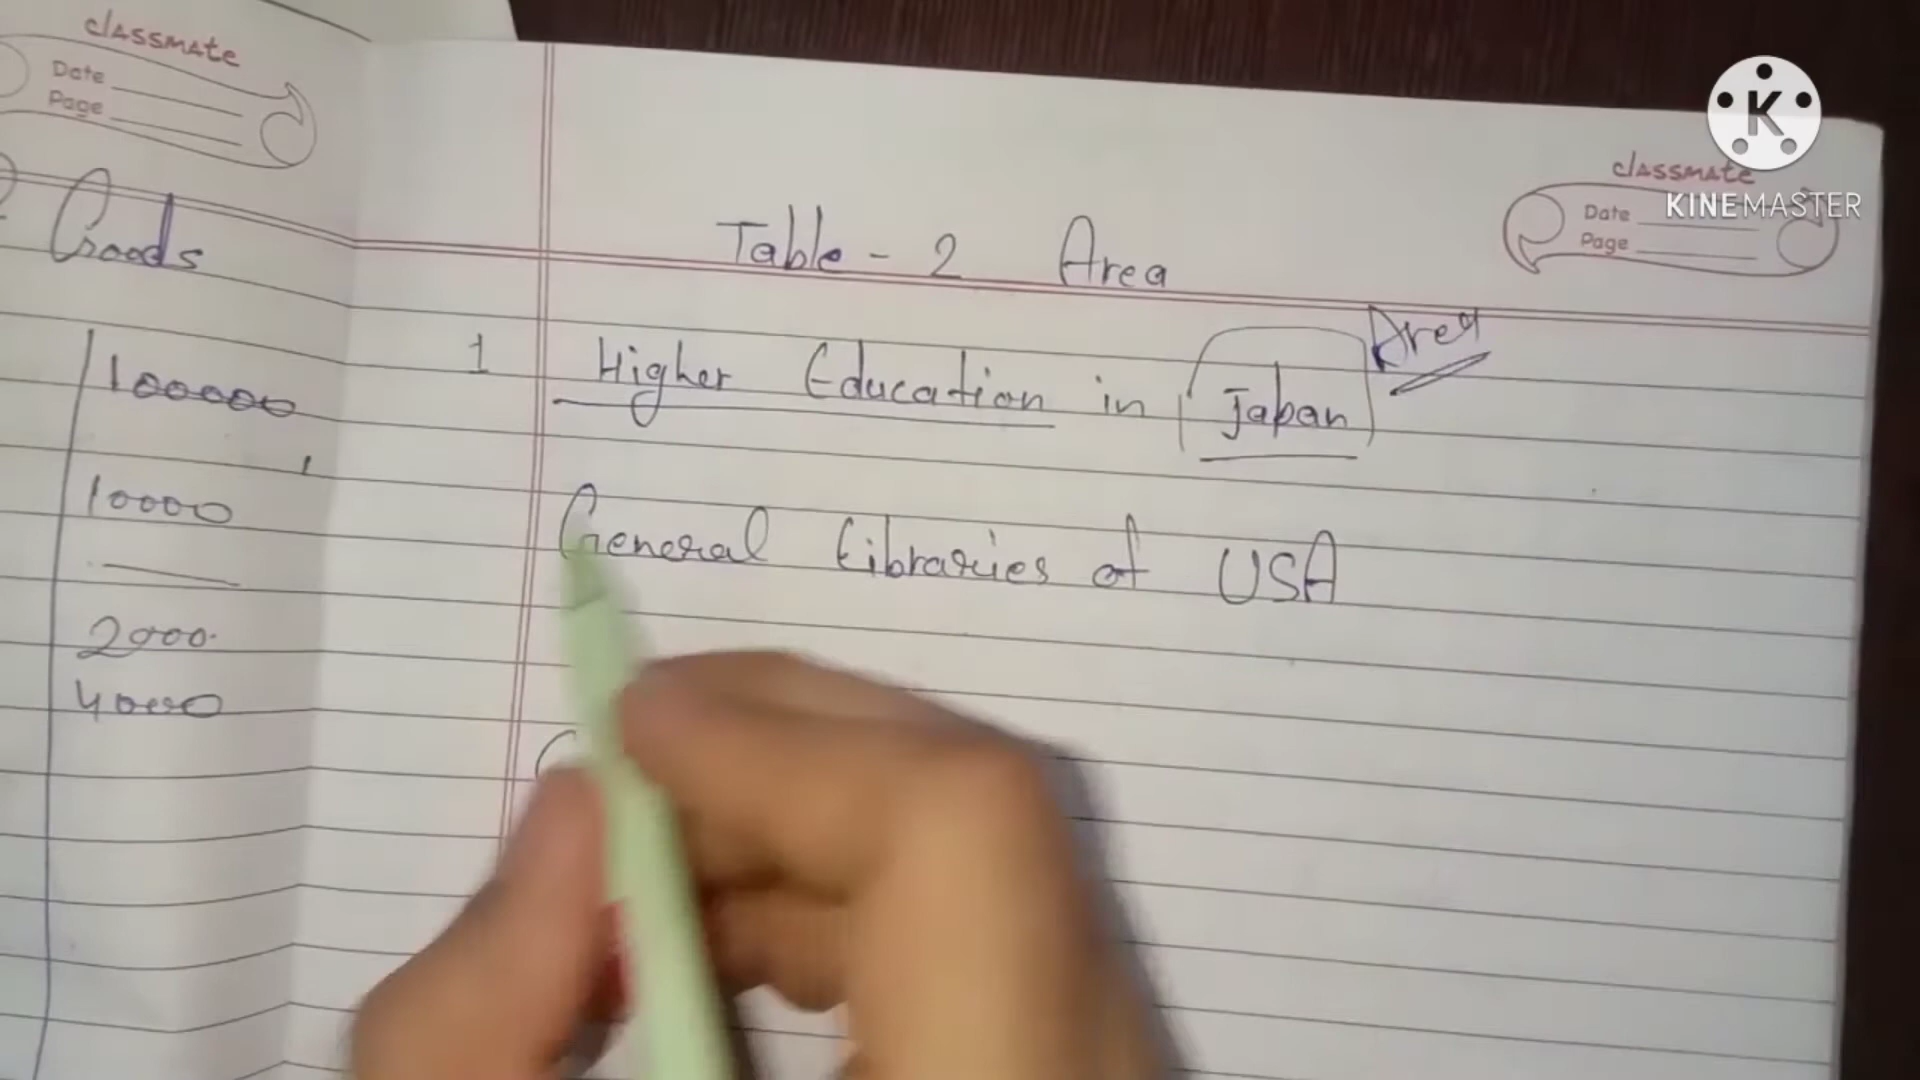 classmate
Date
Page
Goods
100000
10000
2000
4000
K
KINEMASTER
classmate
Date
Page
Table - 2 Area
1 Higher Education in Japan Area
General Libraries of USA